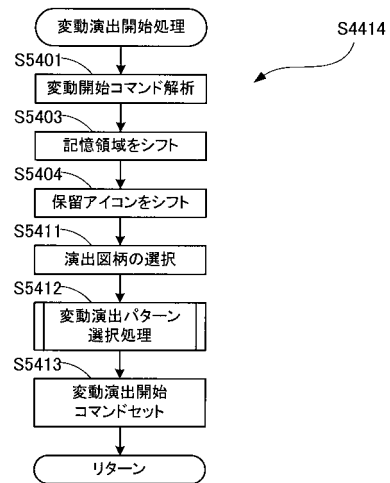 変動演出開始処理
S4414
S5401
変動開始コマンド解析
S5403
記憶領域をシフト
S5404
保留アイコンをシフト
S5411
演出図柄の選択
S5412
変動演出パターン
選択処理
S5413
変動演出開始
コマンドセット
リターン